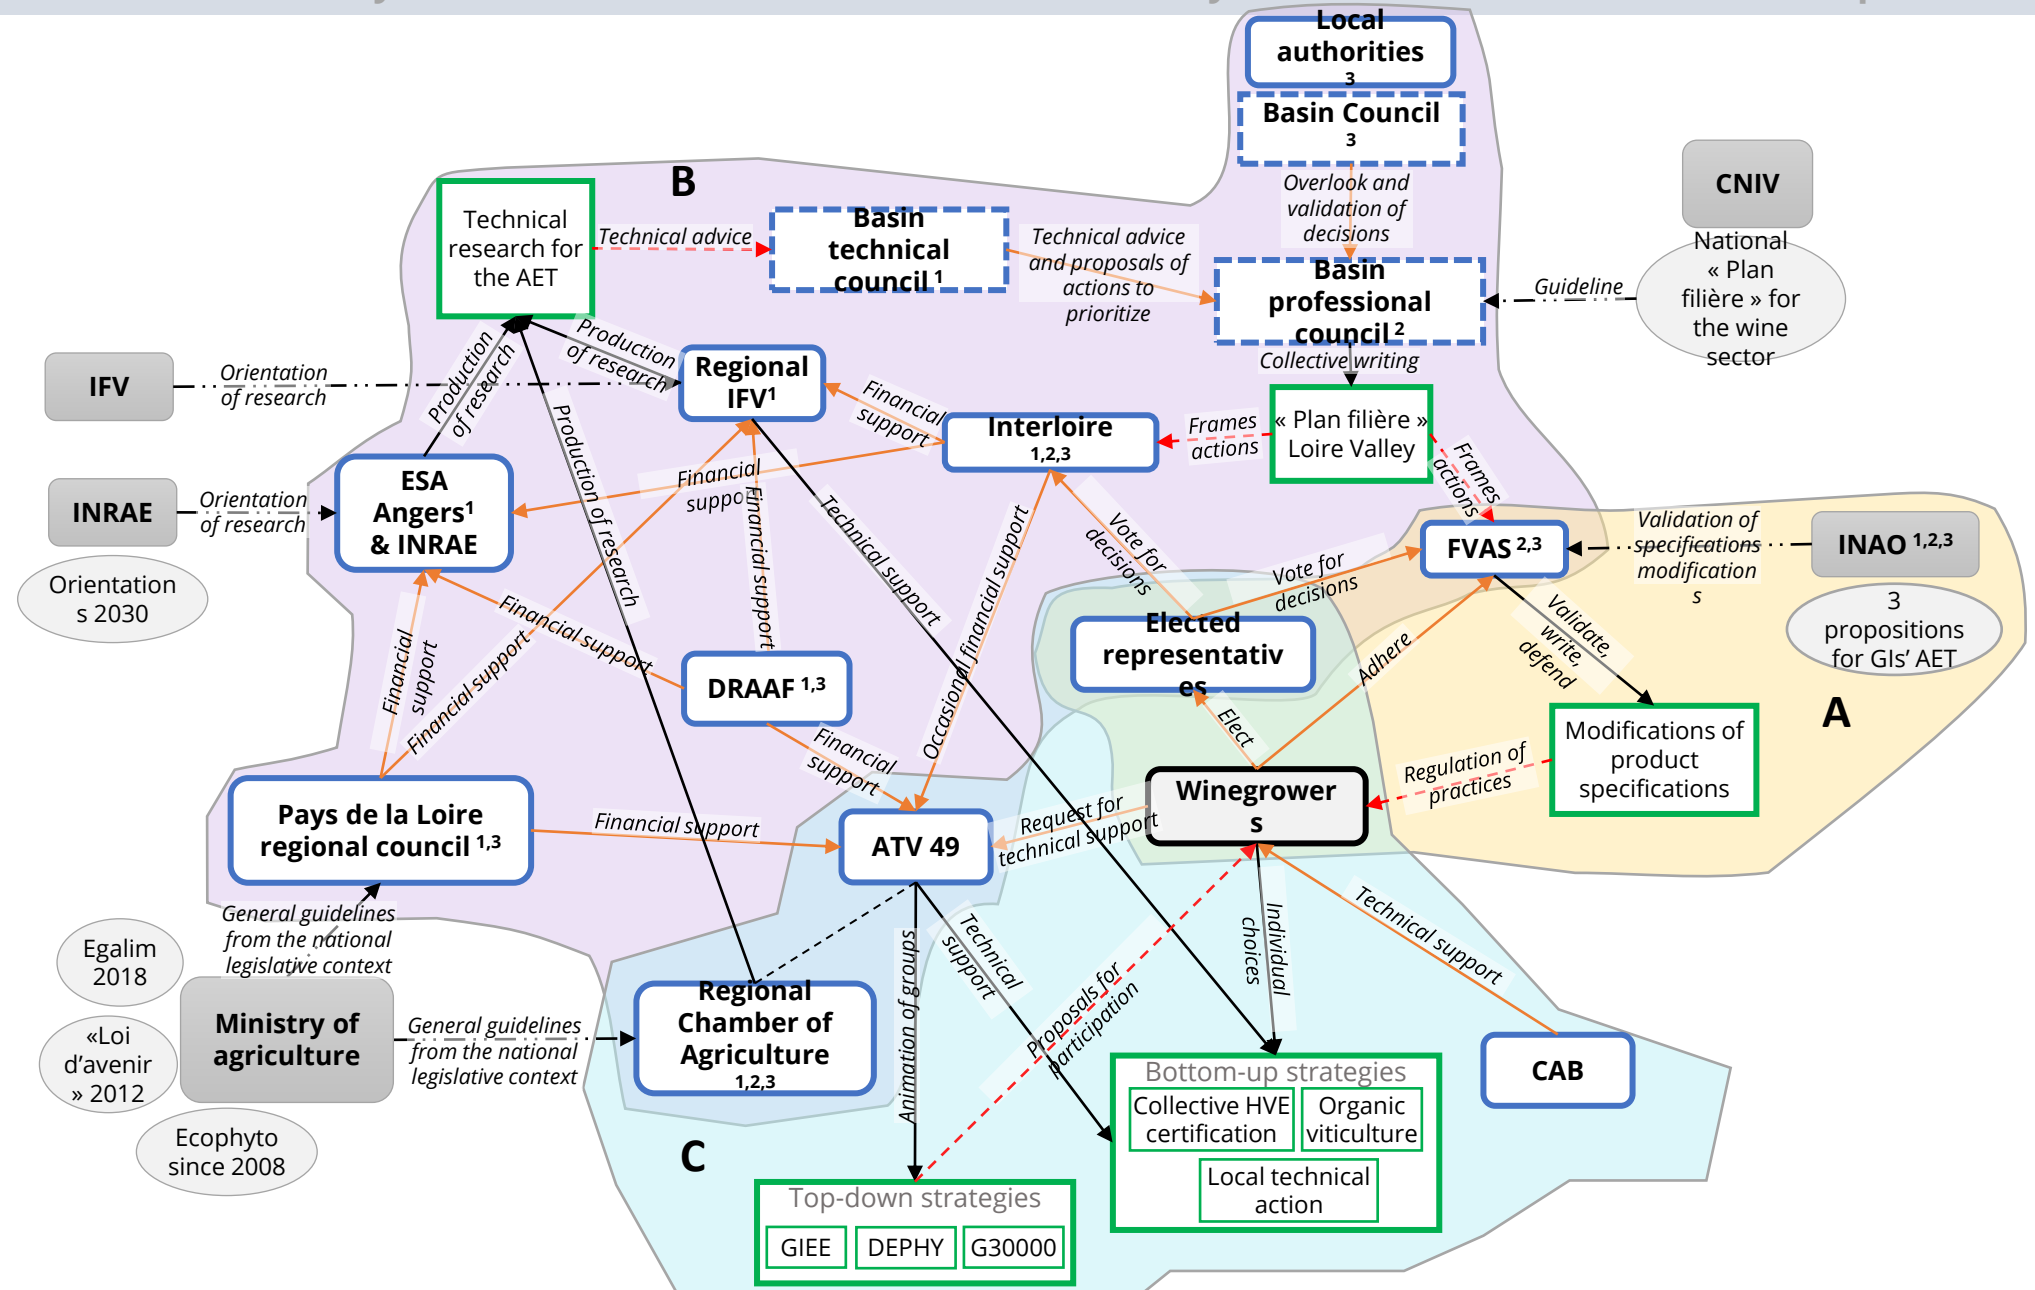 Local
authorities
3
Basin Council
3
Overlook and
validation of
decisions
CNIV
National
« Plan
filière » for
the wine
sector
Guideline
B
Technical
research for
the AET
Technical advice
Basin
technical
council 1
Technical advice
and proposals of
actions to
prioritize
Basin
professional
council 2
Collective writing
« Plan filière »
Loire Valley
Frames
actions
Frames
actions
IFV
Orientation
of research
Production
of research
Production
of research
Regional
IFV1
Financial
support
Interloire
1,2,3
INRAE
Orientation
of research
Orientation
s 2030
ESA
Angers1
& INRAE
Production of research
Financial
support
Financial support
Technical support
Occasional financial support
Vote for
decisions
Vote for
decisions
FVAS 2,3
Validation of
specifications
modification
s
INAO 1,2,3
3
propositions
for GIs' AET
A
Validate,
write,
defend
Modifications of
product
specifications
Regulation of
practices
Elected
representativ
es
Adhere
Elect
Winegrower
s
Financial
support
Financial support
Financial support
DRAAF 1,3
Financial
support
Pays de la Loire
regional council 1,3
Financial support
ATV 49
Request for
technical support
General guidelines
from the national
legislative context
Egalim
2018
«Loi
d'avenir
» 2012
Ministry of
agriculture
Ecophyto
since 2008
General guidelines
from the national
legislative context
Regional
Chamber of
Agriculture
1,2,3
Animation of groups
Technical
support
Proposals for
participation
Individual
choices
Technical support
CAB
C
Bottom-up strategies
Collective HVE
certification
Organic
viticulture
Local technical
action
Top-down strategies
GIEE
DEPHY
G30000